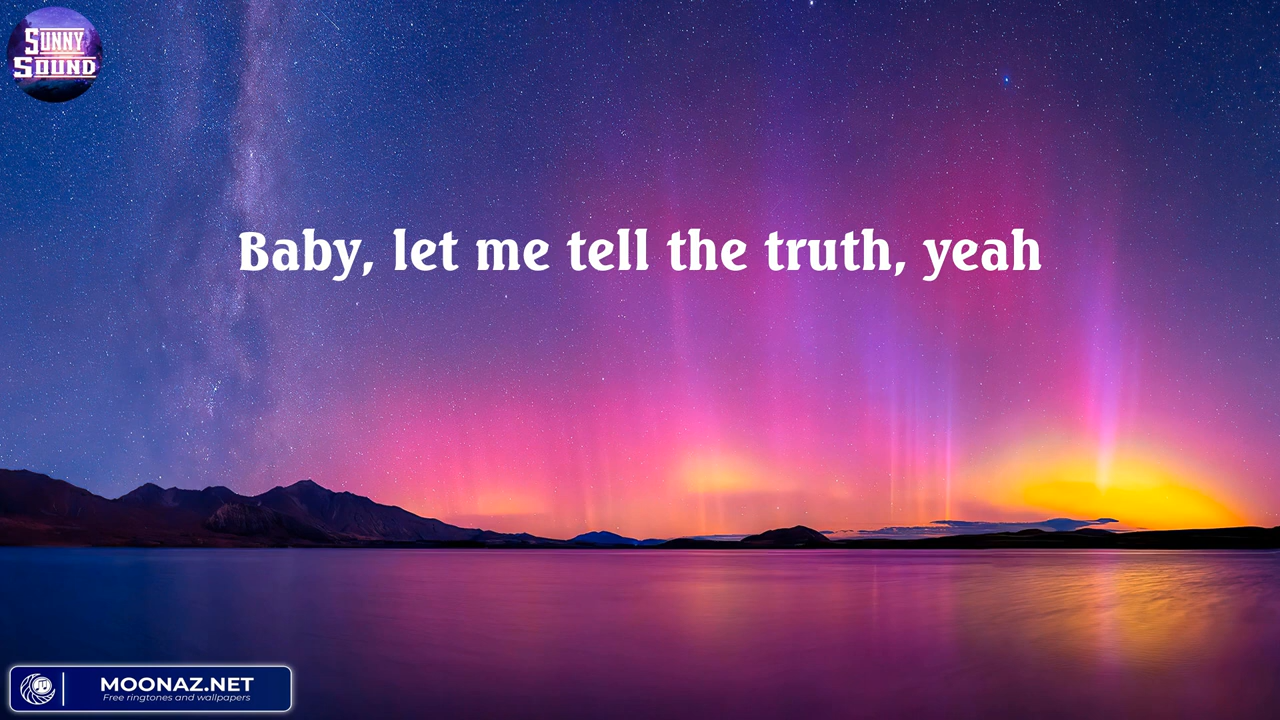 SUNNY
SOUND
Baby, let me tell the truth, yeah
MOONAZ.NET
Free ringtones and wallpapers